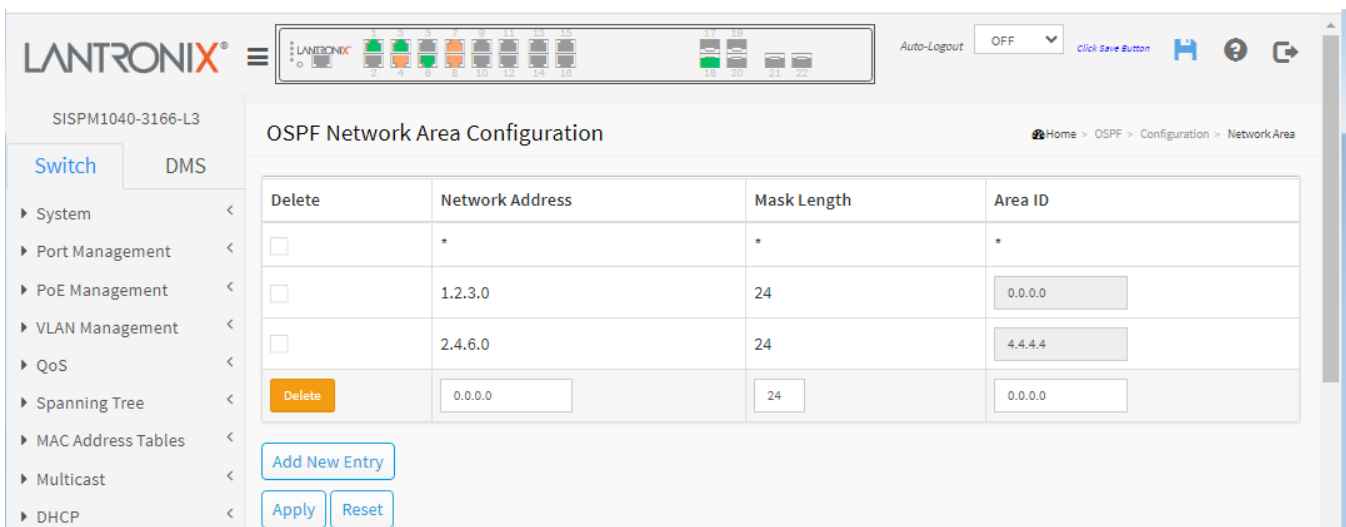 1 3 5 7 9 11 13 15 17 19
LANTRONIX® LANTRONIX Auto-Logout OFF Click Save Button
2 4 6 8 10 12 14 16 18 20 21 22
SISPM1040-3166-L3
OSPF Network Area Configuration
Home > OSPF > Configuration > Network Area
Switch DMS
System
Port Management
PoE Management
VLAN Management
QoS
Spanning Tree
MAC Address Tables
Multicast
DHCP
Delete Network Address Mask Length Area ID
* * *
1.2.3.0 24 0.0.0.0
2.4.6.0 24 4.4.4.4
Delete 0.0.0.0 24 0.0.0.0
Add New Entry
Apply Reset